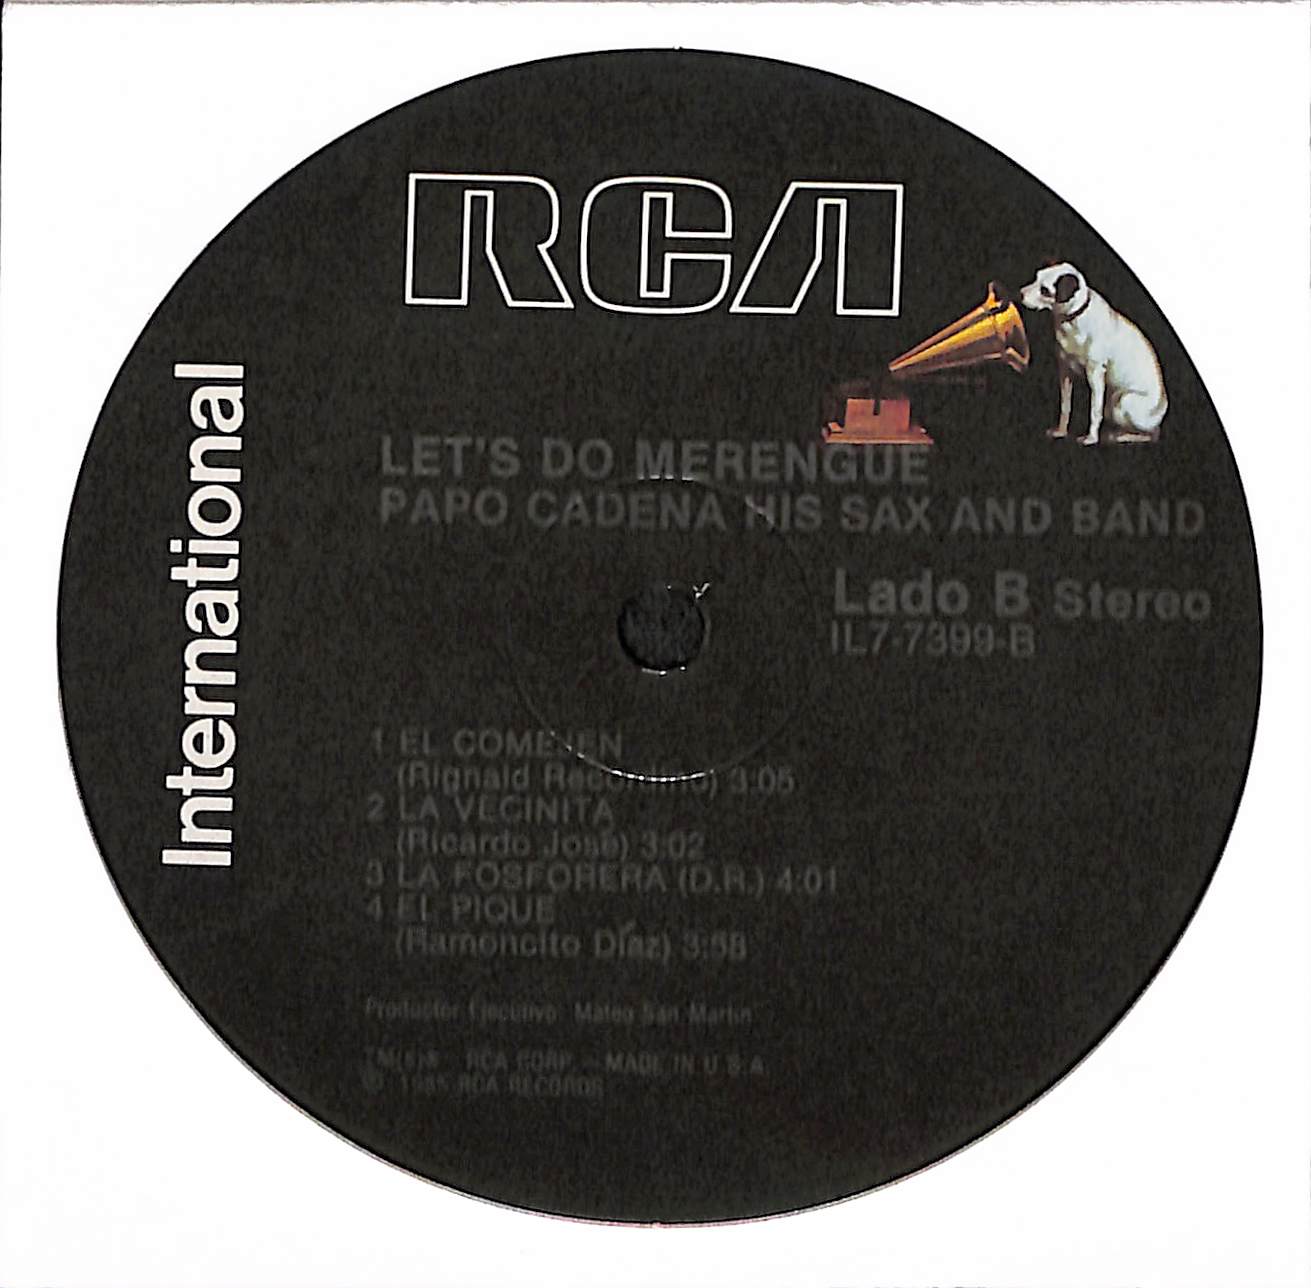 RCA
International
LET'S DO MERENGUE
PAPO CADENA HIS SAX AND BAND
Lado B Stereo
IL7-7399-B
1 EL COMEJEN
(Rignald 3:05
2 LA VECINITA
(Ricardo José) 3:02
3 LA FOSFORERA (D.R.) 4:01
4 EL PIQUE
(Ramoncito Díaz) 3:58
Productor Ejecutivo: Mateo San Martin
TM(s)® RCA CORP. – MADE IN U.S.A.
© 1985 RCA RECORDS